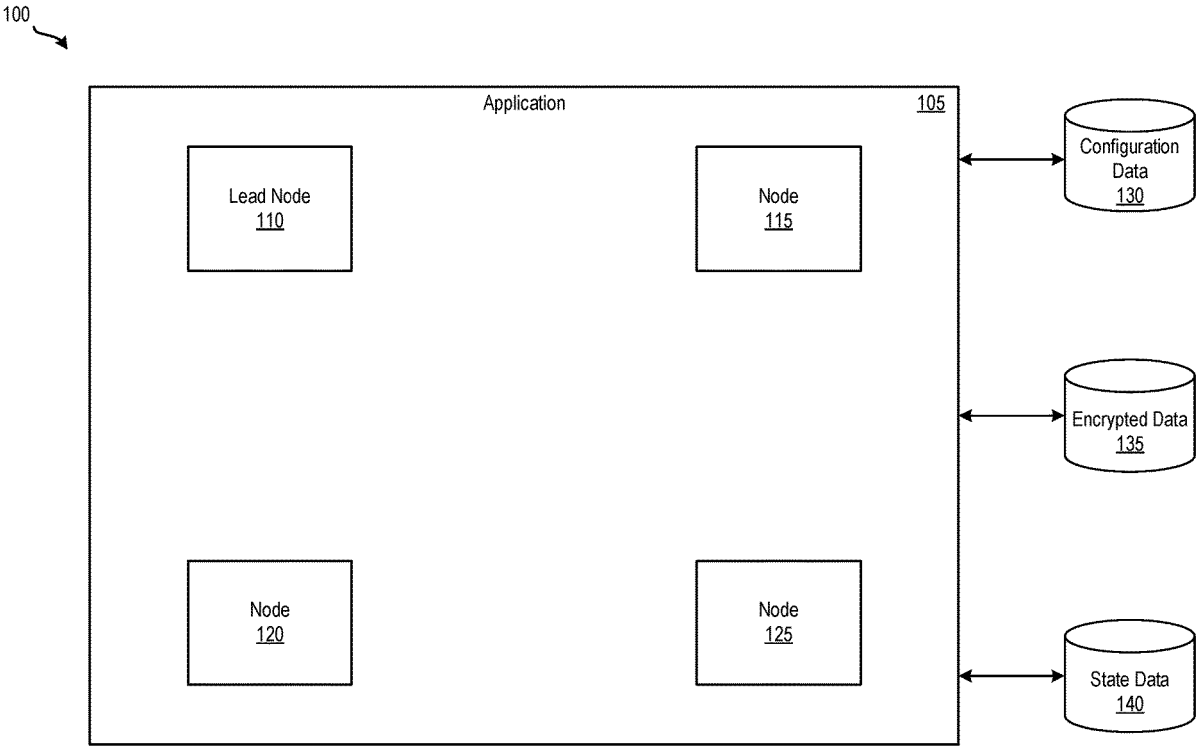 100
Application
105
Configuration
Data
130
Lead Node
110
Node
115
Encrypted Data
135
Node
120
Node
125
State Data
140